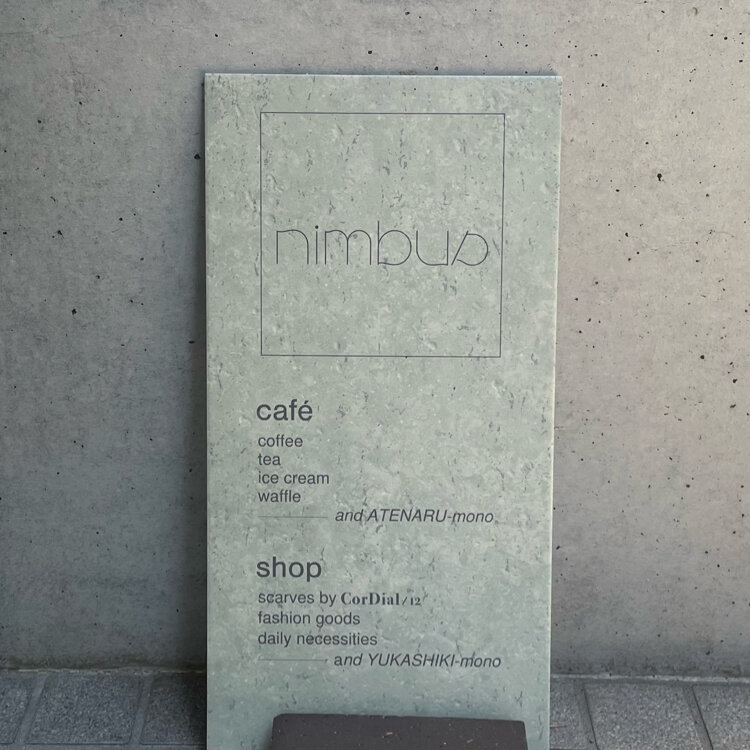 nimbus
café
coffee
tea
ice cream
waffle
and ATENARU-mono
shop
scarves by CorDial/12
fashion goods
daily necessities
and YUKASHIKI-mono